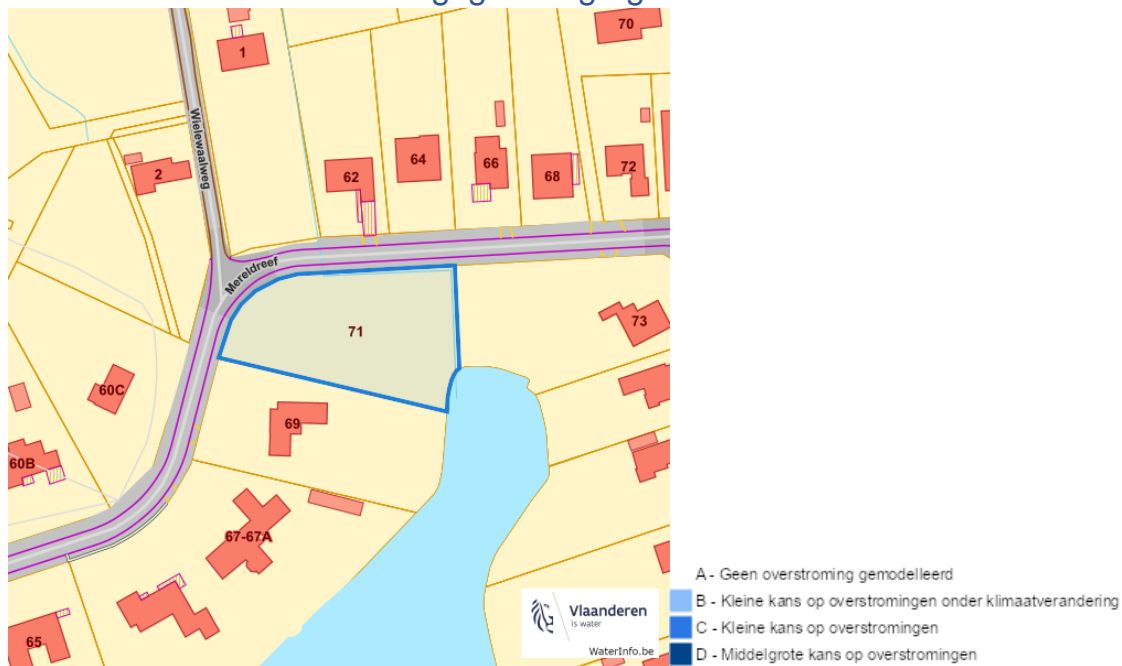 1
70
Wielewaalweg
2
62
64
66
68
72
Mereldreef
71
73
60C
69
60B
67-67A
65
Vlaanderen
is water
WaterInfo.be
A - Geen overstroming gemodelleerd
B - Kleine kans op overstromingen onder klimaatverandering
C - Kleine kans op overstromingen
D - Middelgrote kans op overstromingen